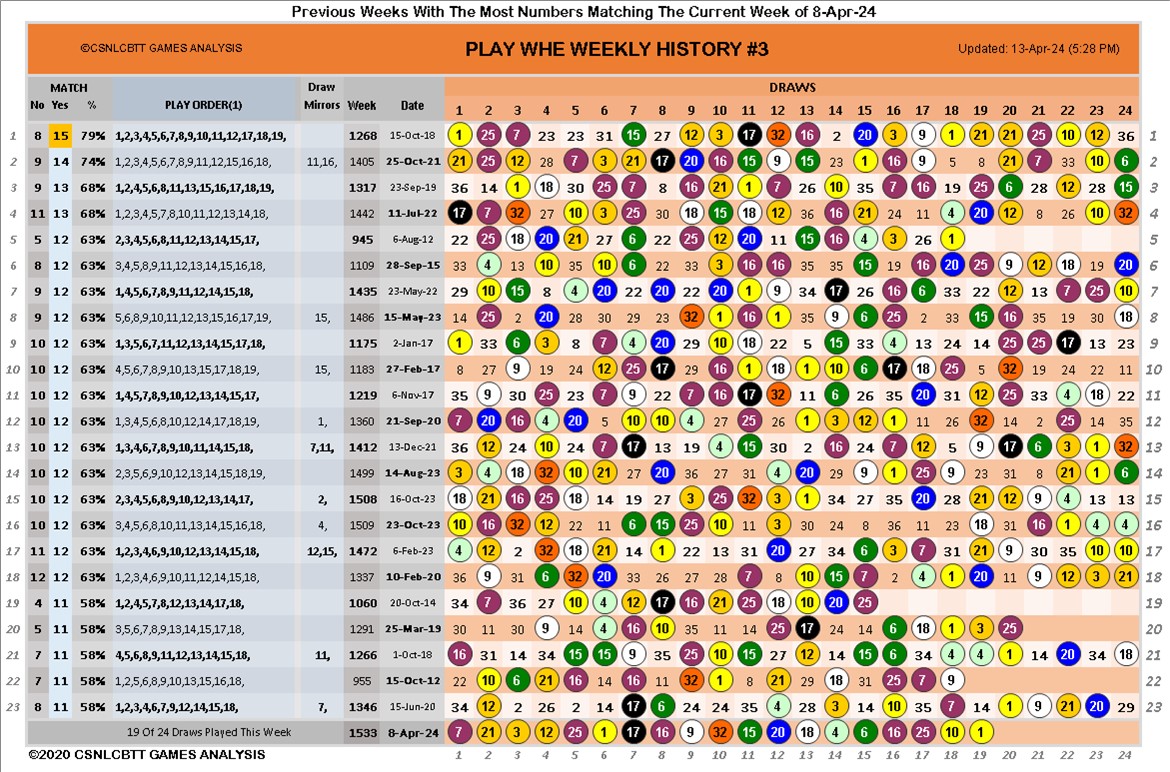 Previous Weeks With The Most Numbers Matching The Current Week of 8-Apr-24
©CSNLCBTT GAMES ANALYSIS PLAY WHE WEEKLY HISTORY #3 Updated: 13-Apr-24 (5:28 PM)
MATCH Draw DRAWS
No Yes % PLAY ORDER(1) Mirrors Week Date 1 2 3 4 5 6 7 8 9 10 11 12 13 14 15 16 17 18 19 20 21 22 23 24
1 8 15 79% 1,2,3,4,5,6,7,8,9,10,11,12,17,18,19, 1268 15-Oct-18 1 25 7 23 23 31 15 27 12 3 11 32 16 2 20 3 9 1 21 21 25 10 12 36 1
2 9 14 74% 1,2,3,4,5,6,7,8,9,11,12,15,16,18, 11,16, 1405 25-Oct-21 21 25 12 28 7 3 21 17 20 16 15 9 15 23 1 16 9 5 8 21 7 33 10 6 2
3 9 13 68% 1,2,4,5,6,8,11,13,15,16,17,18,19, 1317 23-Sep-19 36 14 1 18 30 25 7 8 16 21 1 7 26 10 35 7 16 19 25 6 28 12 28 15 3
4 11 13 68% 1,2,3,4,5,7,8,10,11,12,13,14,18, 1442 11-Jul-22 17 7 32 27 10 3 25 30 18 15 18 12 36 16 21 24 11 4 20 12 8 26 10 32 4
5 5 12 63% 2,3,4,5,6,8,11,12,13,14,15,17, 945 6-Aug-12 22 25 18 20 21 27 6 22 25 12 20 11 15 16 4 3 26 1 5
6 8 12 63% 3,4,5,8,9,11,12,13,14,15,16,18, 1109 28-Sep-15 33 4 13 10 35 10 6 22 33 3 16 16 35 35 15 19 16 20 25 9 12 18 19 20 6
7 9 12 63% 1,4,5,6,7,8,9,11,12,14,15,18, 1435 23-May-22 29 10 15 8 4 20 22 20 22 20 1 9 34 17 26 16 6 33 22 12 13 7 25 10 7
8 9 12 63% 5,6,8,9,10,11,12,13,15,16,17,19, 15, 1486 15-May-23 14 25 2 20 28 30 29 23 32 1 16 1 14 9 6 25 2 33 15 16 35 19 30 18 8
9 10 12 63% 1,3,5,6,7,11,12,13,14,15,17,18, 1175 2-Jan-17 1 33 6 3 8 7 4 20 29 10 18 22 5 15 33 4 13 24 14 25 25 17 13 23 9
10 10 12 63% 4,5,6,7,8,9,10,13,15,17,18,19, 15, 1183 27-Feb-17 8 27 9 19 24 12 25 17 29 16 1 18 1 10 6 17 18 25 5 32 19 24 22 11 10
11 10 12 63% 1,4,5,7,8,9,10,12,14,15,17, 1219 6-Nov-17 35 9 30 25 23 7 9 22 7 16 17 32 11 6 26 35 20 31 12 25 11 4 18 22 11
12 10 12 63% 1,3,4,5,6,8,10,12,14,16,17,18, 1, 1360 21-Sep-20 7 20 16 4 20 5 10 10 4 27 25 26 1 3 12 1 11 26 32 14 2 25 14 35 12
13 10 12 63% 1,3,4,6,7,8,9,10,11,14,15,18, 7,11, 1412 13-Dec-21 36 12 24 10 24 7 17 13 19 4 15 30 2 16 24 7 12 5 9 17 6 3 1 32 13
14 10 12 63% 2,3,5,6,9,10,13,14,15,18,19, 1499 14-Aug-23 3 4 18 32 10 21 28 20 36 27 31 4 20 29 9 1 25 9 23 31 8 21 1 6 14
15 10 12 63% 2,3,4,5,6,8,9,10,12,13,14,17, 2, 1508 16-Oct-23 18 21 16 25 18 14 19 27 3 25 32 3 1 34 27 35 20 28 21 12 9 4 13 13 15
16 10 12 63% 3,4,5,6,8,10,11,13,14,15,16,18, 4, 1509 23-Oct-23 10 16 32 12 22 11 6 15 25 10 11 3 30 24 8 36 11 23 18 31 16 1 4 4 16
17 11 12 63% 1,2,3,4,6,9,10,12,13,14,15,18, 12,15, 1472 6-Feb-23 4 12 2 32 18 21 14 1 22 13 31 20 27 34 6 3 7 31 21 9 30 35 10 10 17
18 12 12 63% 1,2,3,4,6,9,10,11,12,14,15,18, 1337 10-Feb-20 36 9 31 6 32 20 33 26 27 28 7 8 10 15 7 2 4 1 20 11 9 12 3 21 18
19 4 11 58% 1,2,4,5,7,8,12,13,14,17,18, 1060 20-Oct-14 34 7 36 27 10 4 12 17 16 21 25 18 10 20 25 19
20 5 11 58% 3,5,6,7,8,9,13,14,15,17,18, 1291 25-Mar-19 30 11 30 9 14 4 16 10 35 11 14 25 17 24 14 6 18 1 3 25 20
21 7 11 58% 4,5,6,8,9,11,12,13,14,15,18, 11, 1266 1-Oct-18 16 31 14 34 15 15 9 35 25 10 15 27 12 14 15 21 34 4 4 1 14 20 34 18 21
22 7 11 58% 1,2,5,6,8,9,13,14,15,17,18, 955 15-Oct-12 22 10 6 21 16 14 16 11 32 1 8 21 29 18 31 25 7 9 22
23 8 11 58% 1,3,4,6,7,9,12,14,15,18, 7, 1346 15-Jun-20 34 12 2 26 2 14 17 6 24 24 35 4 28 3 14 10 35 7 14 1 9 21 20 29 23
19 Of 24 Draws Played This Week 1533 8-Apr-24 7 21 3 12 25 1 17 16 9 32 15 20 18 4 6 16 25 10 1
©2020 CSNLCBTT GAMES ANALYSIS 1 2 3 4 5 6 7 8 9 10 11 12 13 14 15 16 17 18 19 20 21 22 23 24